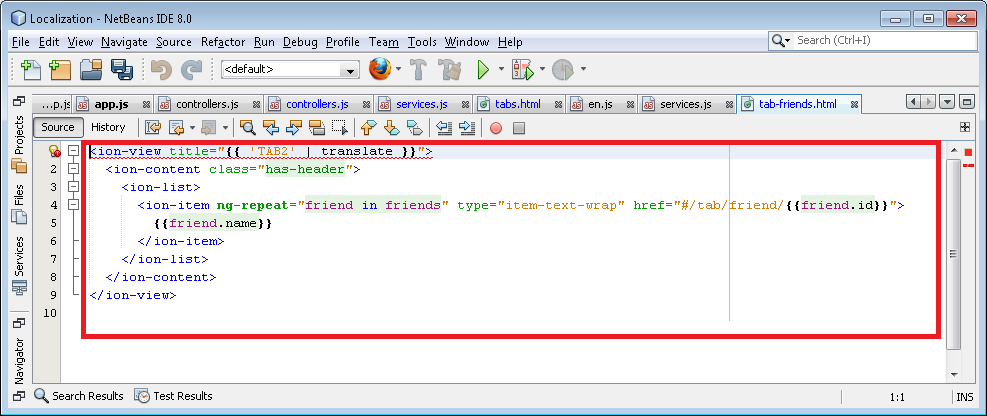 Localization - NetBeans IDE 8.0
File Edit View Navigate Source Refactor Run Debug Profile Team Tools Window Help
Search (Ctrl+I)
<default>
...p.js app.js controllers.js controllers.js services.js tabs.html en.js services.js tab-friends.html
Source History
Projects
Files
Services
Navigator
<ion-view title="{{ 'TAB2' | translate }}">
2 <ion-content class="has-header">
3 <ion-list>
4 <ion-item ng-repeat="friend in friends" type="item-text-wrap" href="#/tab/friend/{{friend.id}}">
5 {{friend.name}}
6 </ion-item>
7 </ion-list>
8 </ion-content>
9 </ion-view>
10
Search Results Test Results
1:1 INS